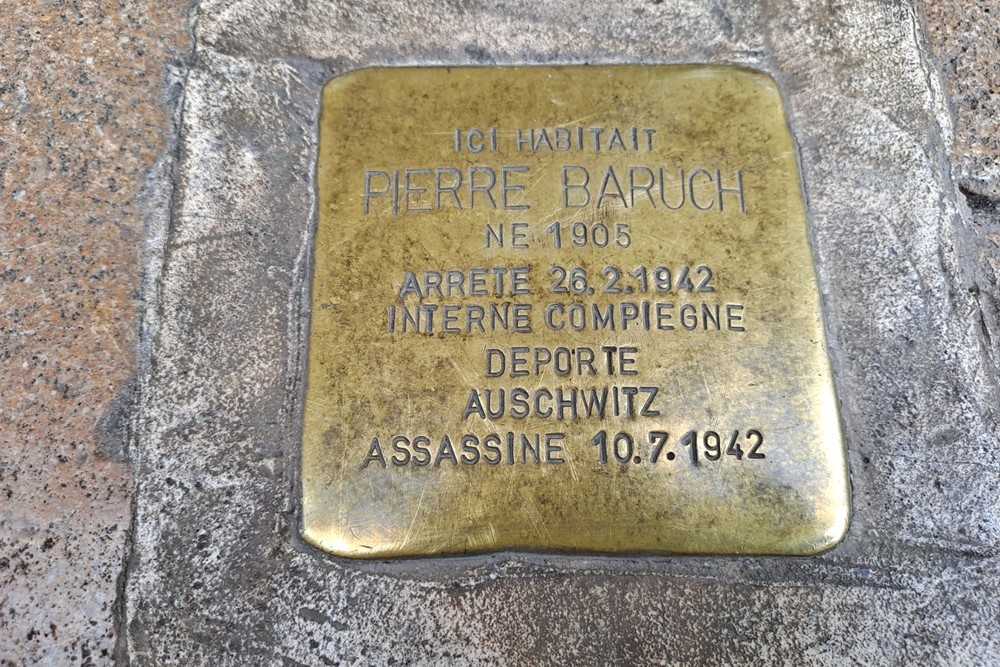 ICI HABITAIT
PIERRE BARUCH
NE 1905
ARRETE 26.2.1942
INTERNE COMPIEGNE
DEPORTE
AUSCHWITZ
ASSASSINE 10.7.1942